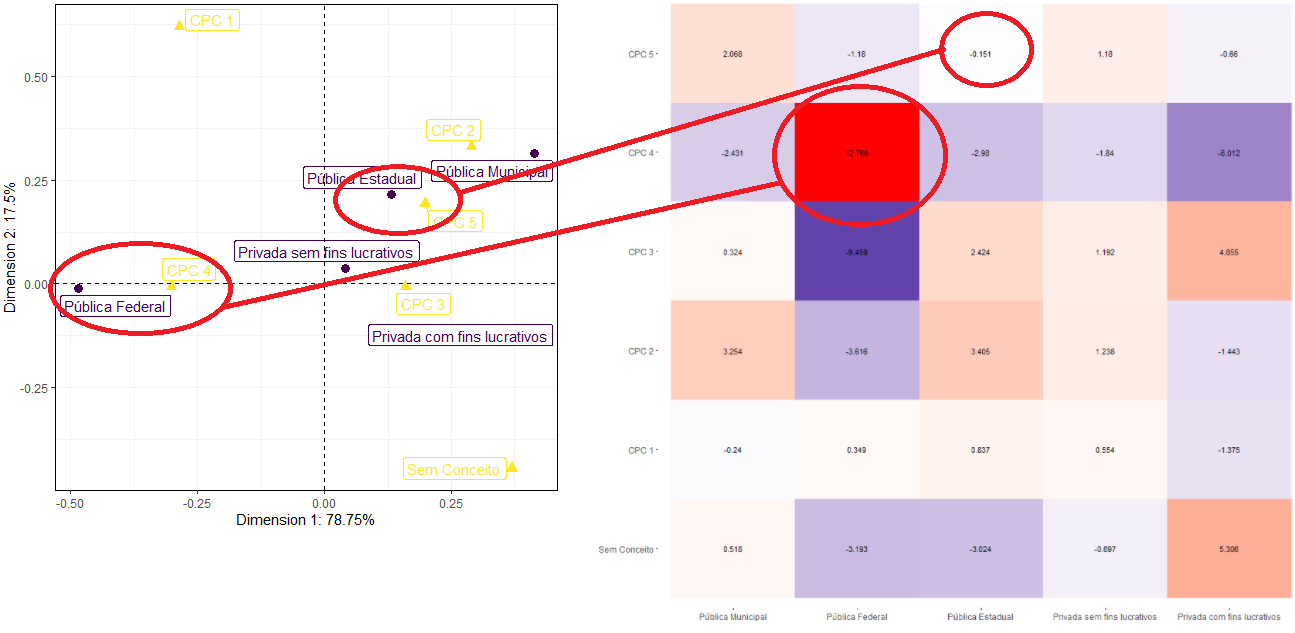 CPC 1
0.50
CPC 2
Pública Municipal
Pública Estadual
0.25
CPC 5
Privada sem fins lucrativos
CPC 4
0.00
Pública Federal
CPC 3
Privada com fins lucrativos
-0.25
Sem Conceito
-0.50 -0.25 0.00 0.25
Dimension 1: 78.75%
Dimension 2: 17.5%
CPC 5 2.066 -1.18 -0.151 1.18 -0.66
CPC 4 -2.431 -2.98 -1.84 -6.012
CPC 3 0.324 -9.459 2.424 1.192 4.855
CPC 2 3.254 -3.616 3.405 1.238 -1.443
CPC 1 -0.24 0.349 0.837 0.554 -1.375
Sem Conceito 0.518 -3.193 -3.024 -0.697 5.306
Pública Municipal Pública Federal Pública Estadual Privada sem fins lucrativos Privada com fins lucrativos